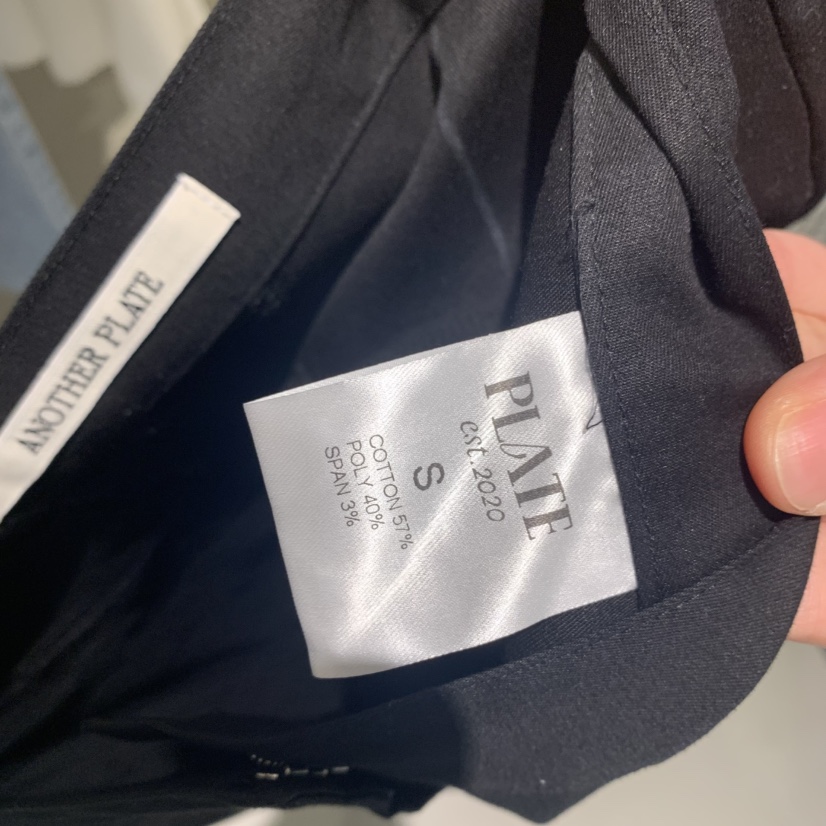 ANOTHER PLATE
PLATE
est.2020
S
COTTON 57%
POLY 40%
SPAN 3%